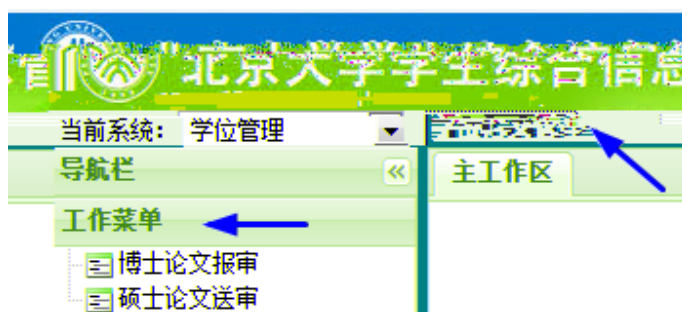 北京大学学生综合信息
当前系统： 学位管理
导航栏
主工作区
工作菜单
博士论文报审
硕士论文送审